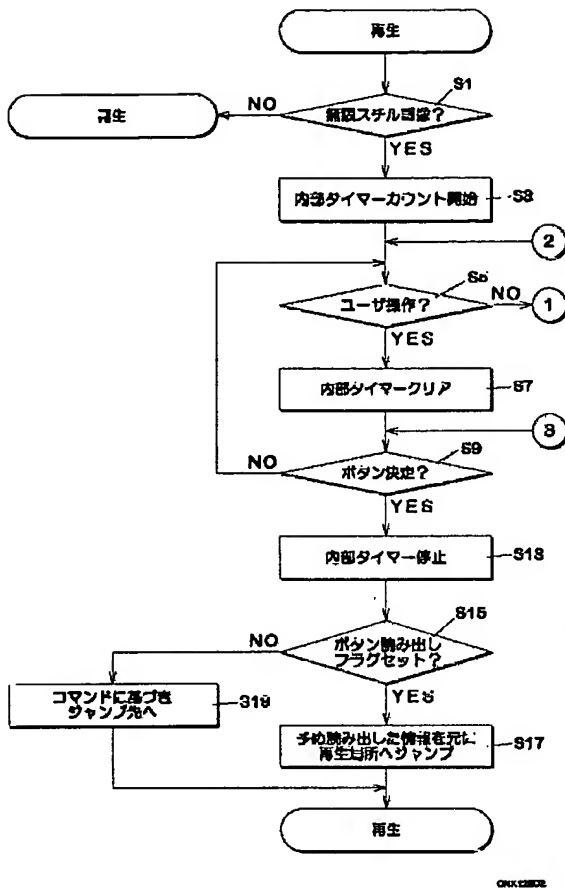 再生
S1
無限スチル画像?
NO
再生
YES
内部タイマーカウント開始
S3
2
S5
ユーザ操作?
NO
1
YES
内部タイマークリア
S7
3
S9
NO
ボタン決定?
YES
内部タイマー停止
S13
S15
NO
ボタン読み出し
フラグセット?
YES
コマンドに基づき
ジャンプ先へ
S19
予め読み出した情報を元に
再生場所へジャンプ
S17
再生